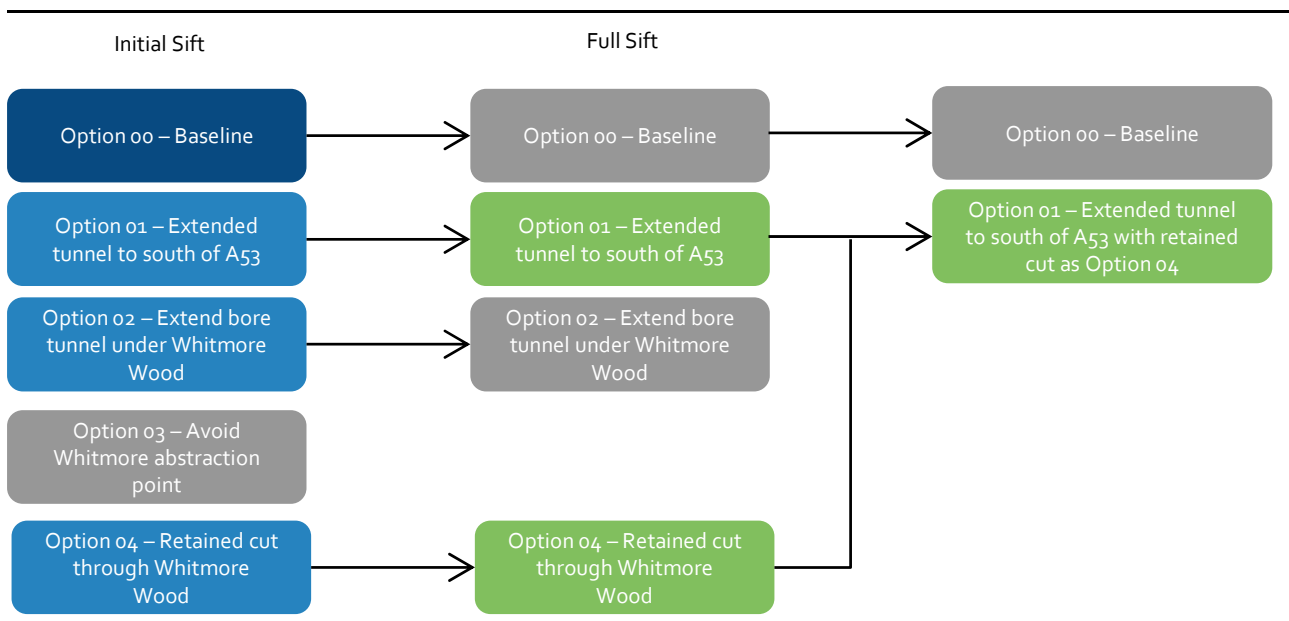 Initial Sift
Full Sift
Option 00 – Baseline
Option 00 – Baseline
Option 00 – Baseline
Option 01 – Extended
tunnel to south of A53
Option 01 – Extended
tunnel to south of A53
Option 01 – Extended tunnel
to south of A53 with retained
cut as Option 04
Option 02 – Extend bore
tunnel under Whitmore
Wood
Option 02 – Extend bore
tunnel under Whitmore
Wood
Option 03 – Avoid
Whitmore abstraction
point
Option 04 – Retained cut
through Whitmore
Wood
Option 04 – Retained cut
through Whitmore
Wood